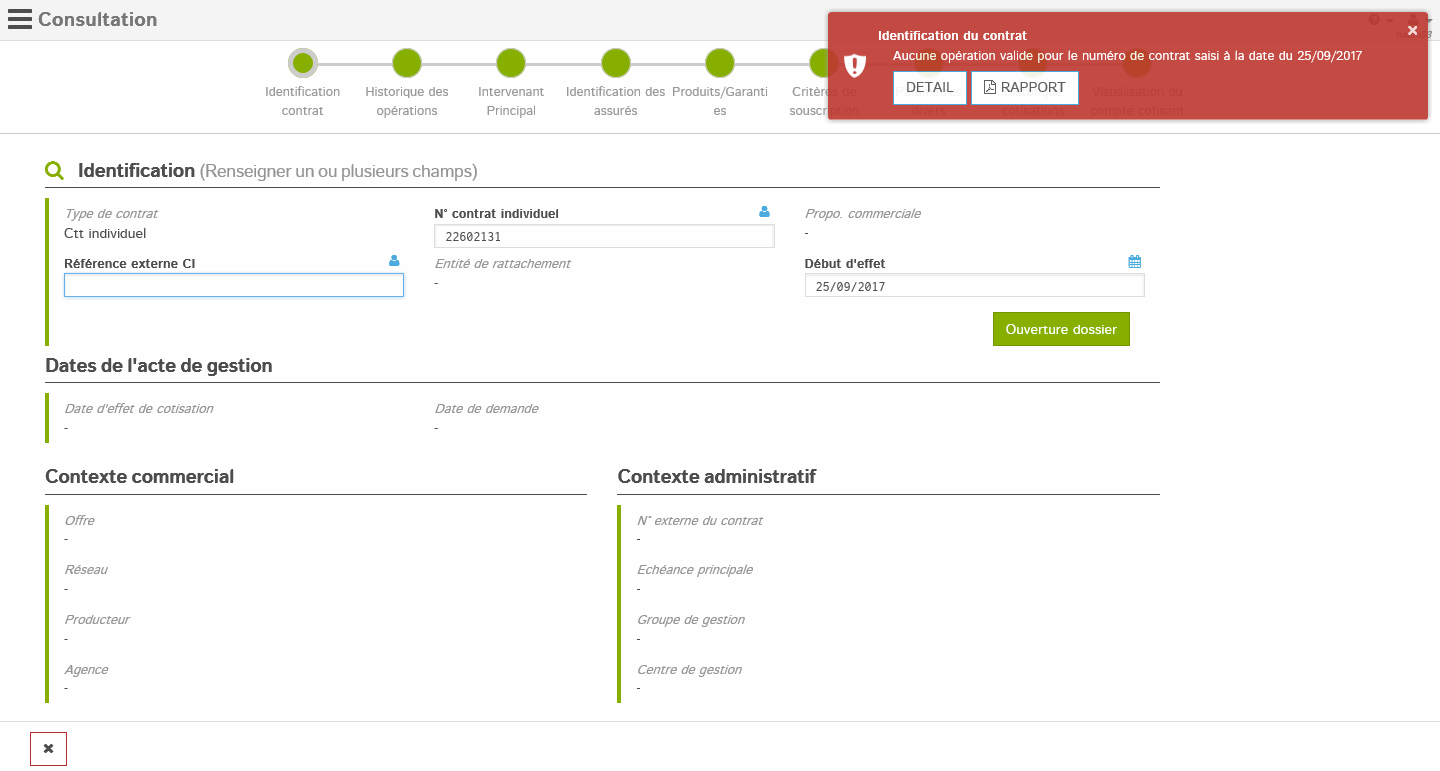 Consultation
Identification du contrat
Aucune opération valide pour le numéro de contrat saisi à la date du 25/09/2017
DETAIL
RAPPORT
Identification
contrat
Historique des
opérations
Intervenant
Principal
Identification des
assurés
Produits/Garanti
es
Critères de
souscription
divers
cotisations
Visualisation du
compte cotisant
Identification (Renseigner un ou plusieurs champs)
Type de contrat
Ctt individuel
N° contrat individuel
22602131
Propo. commerciale
-
Référence externe CI
Entité de rattachement
-
Début d'effet
25/09/2017
Ouverture dossier
Dates de l'acte de gestion
Date d'effet de cotisation
-
Date de demande
-
Contexte commercial
Offre
-
Réseau
-
Producteur
-
Agence
-
Contexte administratif
N° externe du contrat
-
Echéance principale
-
Groupe de gestion
-
Centre de gestion
-